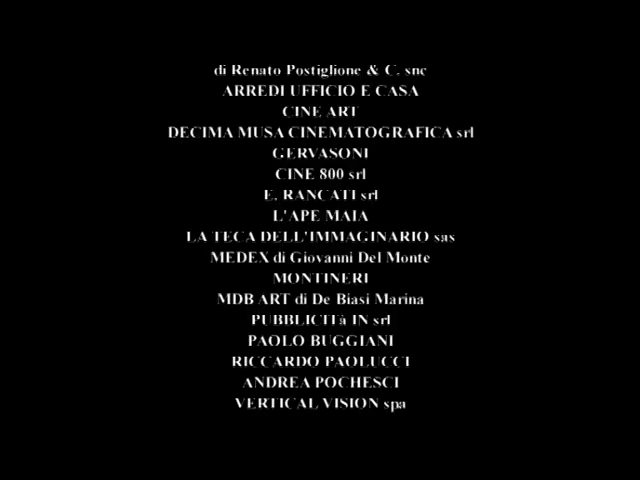 di Renato Postiglione & C. snc
ARREDI UFFICIO E CASA
CINE ART
DECIMA MUSA CINEMATOGRAFICA srl
GERVASONI
CINE 800 srl
E. RANCATI srl
L'APE MAIA
LA TECA DELL'IMMAGINARIO sas
MEDEX di Giovanni Del Monte
MONTINERI
MDB ART di De Biasi Marina
PUBBLICITà IN srl
PAOLO BUGGIANI
RICCARDO PAOLUCCI
ANDREA POCHESCI
VERTICAL VISION spa